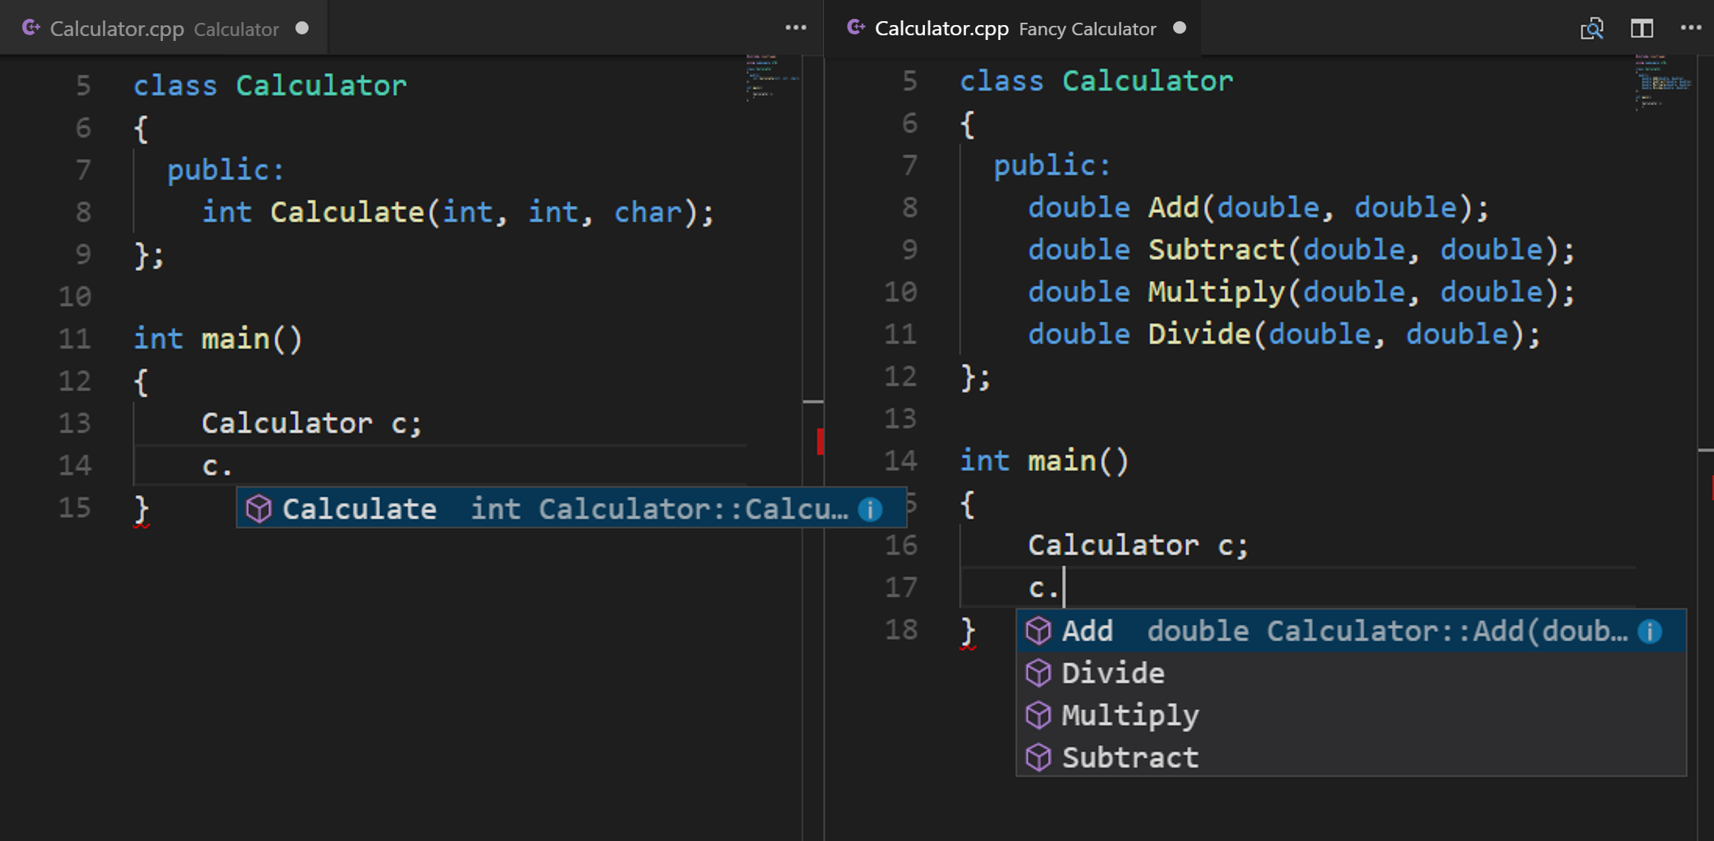 Calculator.cpp Calculator ● ···
5 class Calculator
6 {
7 public:
8 int Calculate(int, int, char);
9 };
10
11 int main()
12 {
13 Calculator c;
14 c.
15 }
Calculate int Calculator::Calcu...
Calculator.cpp Fancy Calculator ● ···
5 class Calculator
6 {
7 public:
8 double Add(double, double);
9 double Subtract(double, double);
10 double Multiply(double, double);
11 double Divide(double, double);
12 };
13
14 int main()
5 {
16 Calculator c;
17 c.
18 }
Add double Calculator::Add(doub...
Divide
Multiply
Subtract